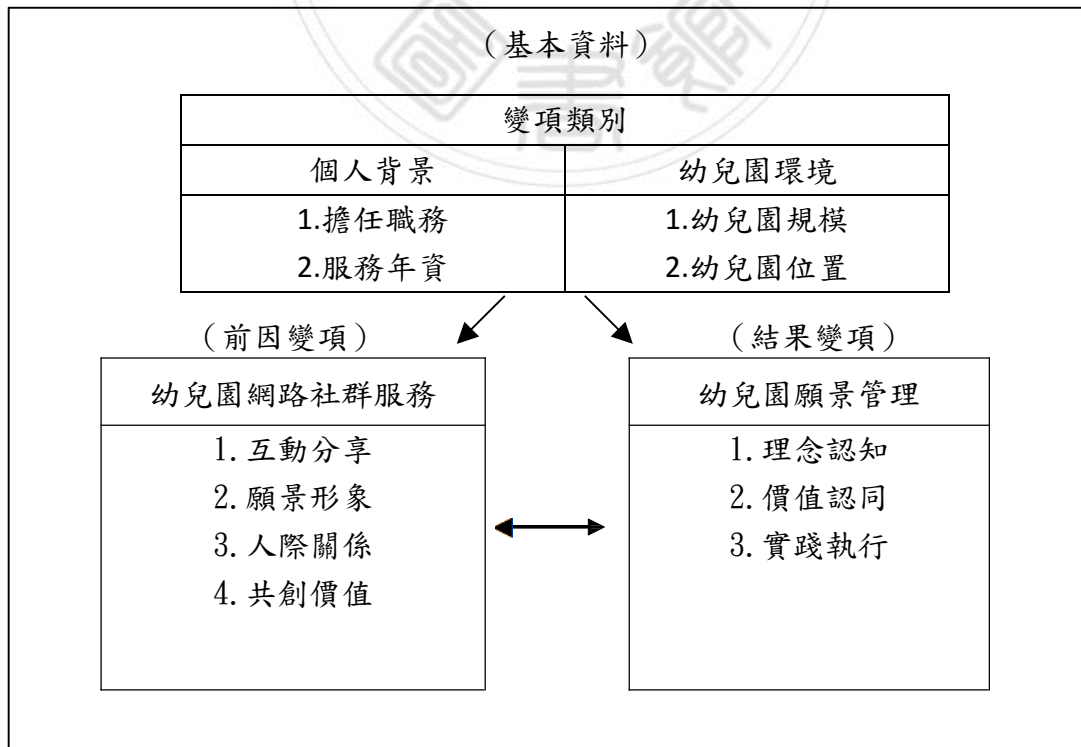 （基本資料）
變項類別
個人背景
幼兒園環境
1.擔任職務
2.服務年資
1.幼兒園規模
2.幼兒園位置
（前因變項）
（結果變項）
幼兒園網路社群服務
1.互動分享
2.願景形象
3.人際關係
4.共創價值
幼兒園願景管理
1.理念認知
2.價值認同
3.實踐執行